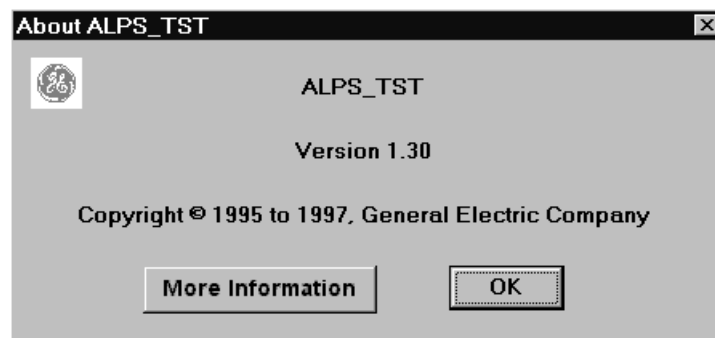 About ALPS_TST
ALPS_TST
Version 1.30
Copyright © 1995 to 1997, General Electric Company
More Information
OK